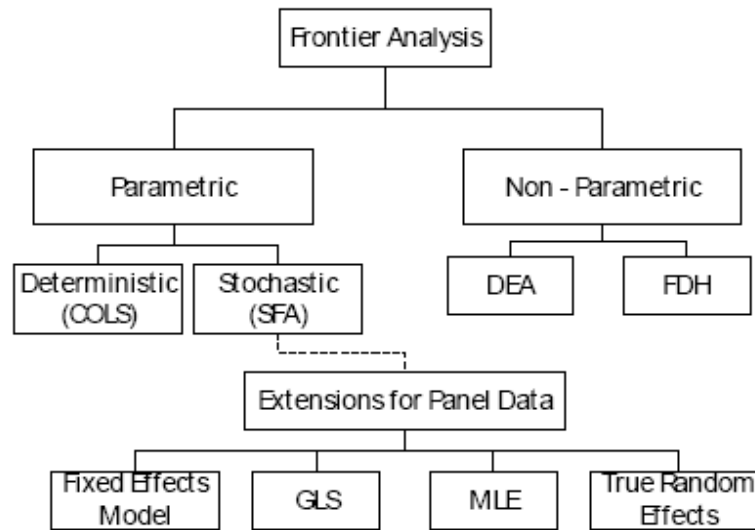 Frontier Analysis
Parametric
Non - Parametric
Deterministic
(COLS)
Stochastic
(SFA)
DEA
FDH
Extensions for Panel Data
Fixed Effects
Model
GLS
MLE
True Random
Effects